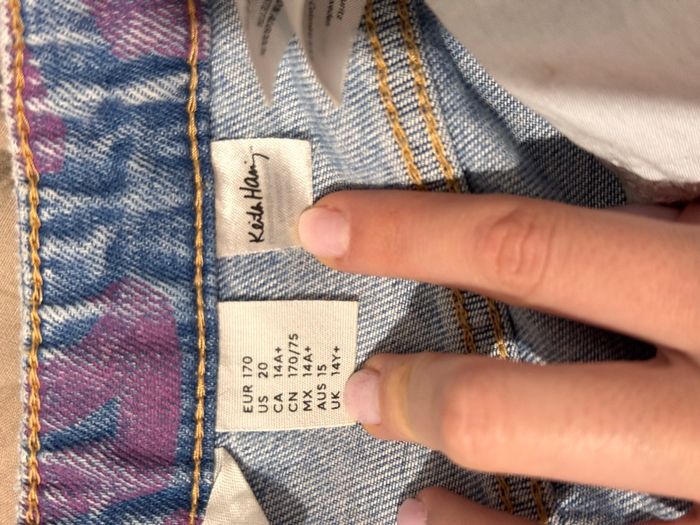 Keith Haring
EUR 170
US 20
CA 14A+
CN 170/75
MX 14A+
AUS 15
UK 14Y+